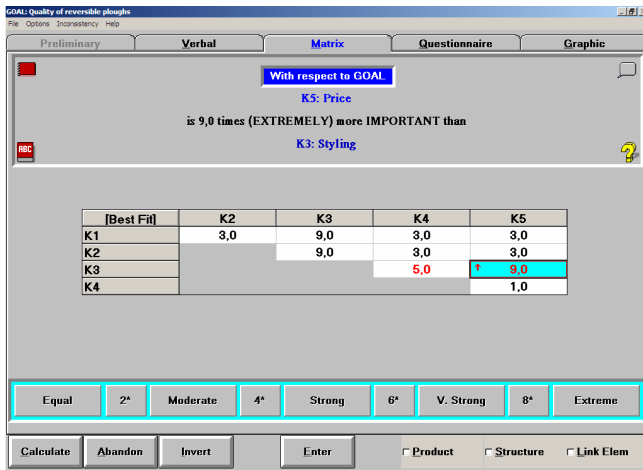 GOAL: Quality of reversible ploughs
File Options Inconsistency Help
Preliminary Verbal Matrix Questionnaire Graphic
With respect to GOAL
K5: Price
is 9,0 times (EXTREMELY) more IMPORTANT than
K3: Styling
ABC
[Best Fit] K2 K3 K4 K5
K1 3,0 9,0 3,0 3,0
K2 9,0 3,0 3,0
K3 5,0 ↑ 9,0
K4 1,0
Equal 2* Moderate 4* Strong 6* V. Strong 8* Extreme
Calculate Abandon Invert Enter Product Structure Link Elem